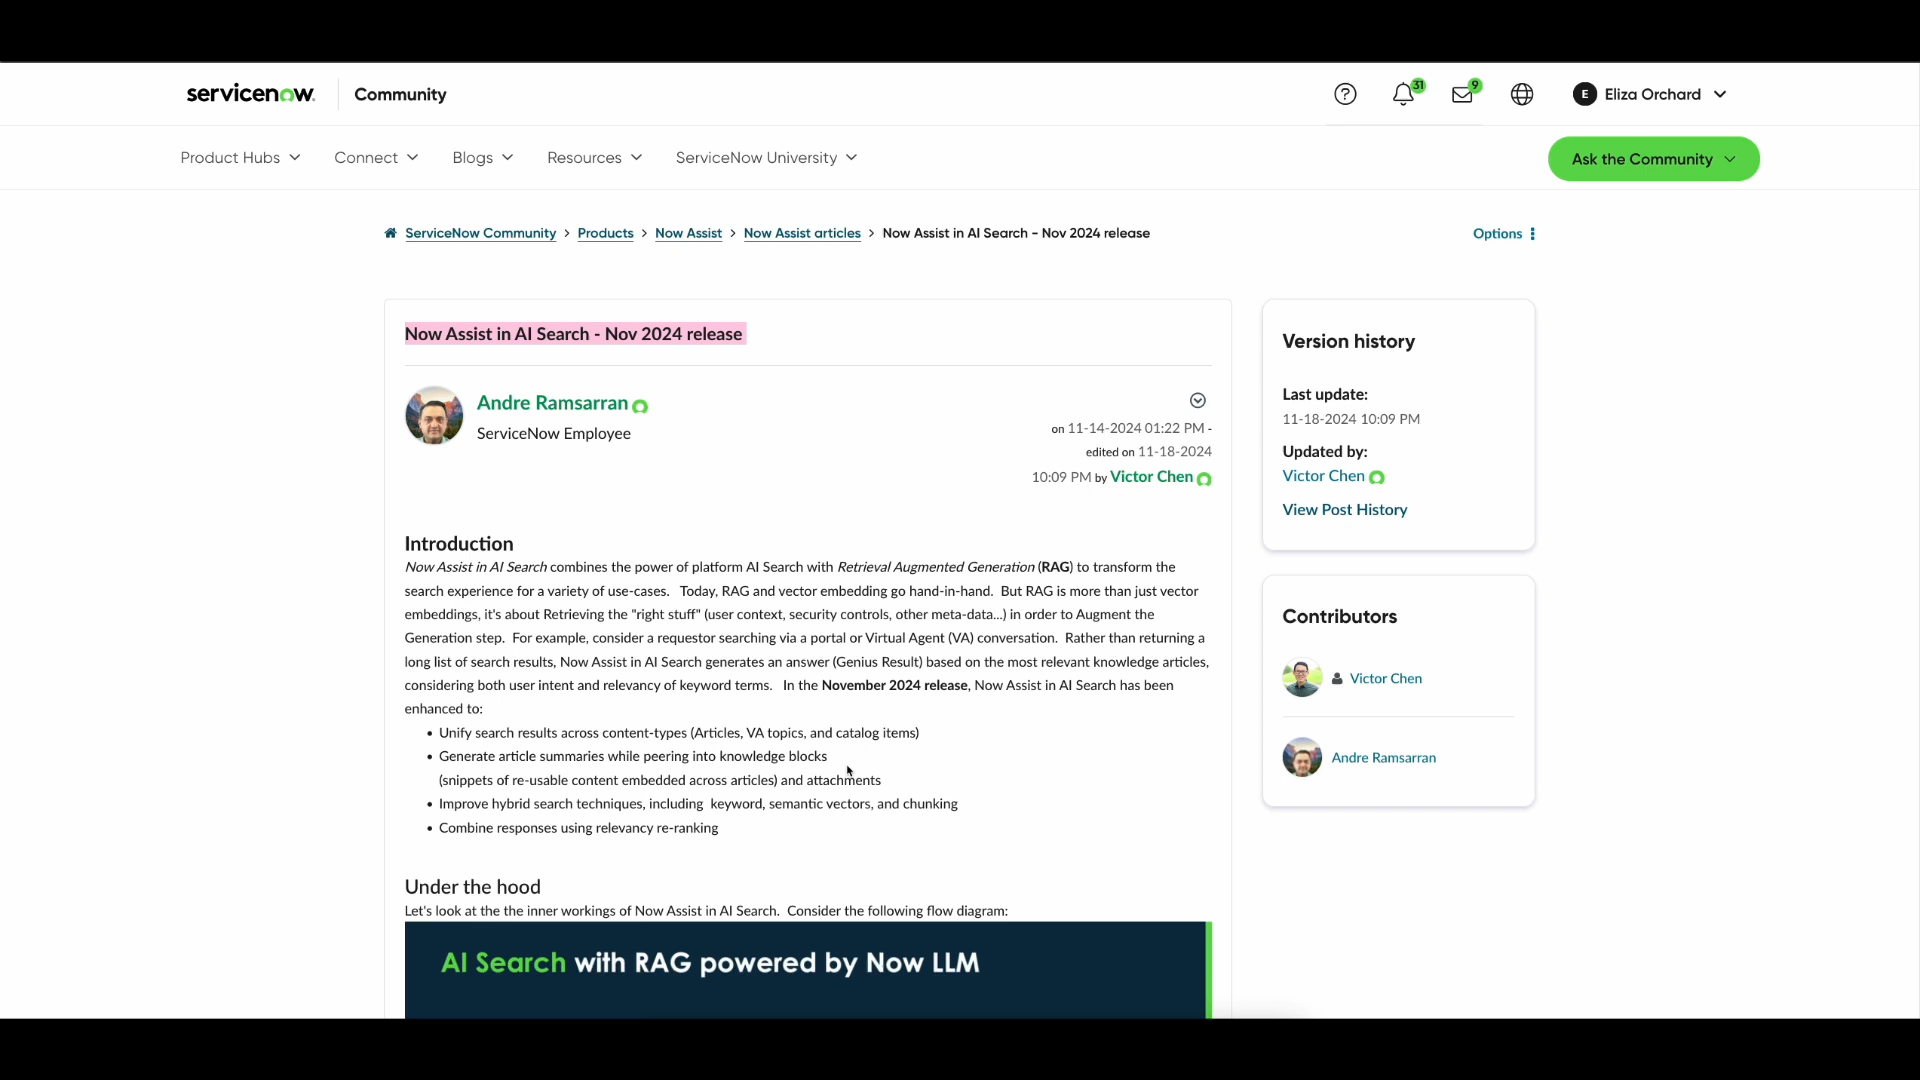 servicenow. Community
31
9
E Eliza Orchard
Product Hubs Connect Blogs Resources ServiceNow University
Ask the Community
ServiceNow Community > Products > Now Assist > Now Assist articles > Now Assist in AI Search - Nov 2024 release
Options
Now Assist in AI Search - Nov 2024 release
Andre Ramsarran
ServiceNow Employee
on 11-14-2024 01:22 PM -
edited on 11-18-2024
10:09 PM by Victor Chen
Introduction
Now Assist in AI Search combines the power of platform AI Search with Retrieval Augmented Generation (RAG) to transform the
search experience for a variety of use-cases. Today, RAG and vector embedding go hand-in-hand. But RAG is more than just vector
embeddings, it's about Retrieving the "right stuff" (user context, security controls, other meta-data...) in order to Augment the
Generation step. For example, consider a requestor searching via a portal or Virtual Agent (VA) conversation. Rather than returning a
long list of search results, Now Assist in AI Search generates an answer (Genius Result) based on the most relevant knowledge articles,
considering both user intent and relevancy of keyword terms. In the November 2024 release, Now Assist in AI Search has been
enhanced to:
• Unify search results across content-types (Articles, VA topics, and catalog items)
• Generate article summaries while peering into knowledge blocks
(snippets of re-usable content embedded across articles) and attachments
• Improve hybrid search techniques, including keyword, semantic vectors, and chunking
• Combine responses using relevancy re-ranking
Under the hood
Let's look at the the inner workings of Now Assist in AI Search. Consider the following flow diagram:
AI Search with RAG powered by Now LLM
Version history
Last update:
11-18-2024 10:09 PM
Updated by:
Victor Chen
View Post History
Contributors
Victor Chen
Andre Ramsarran